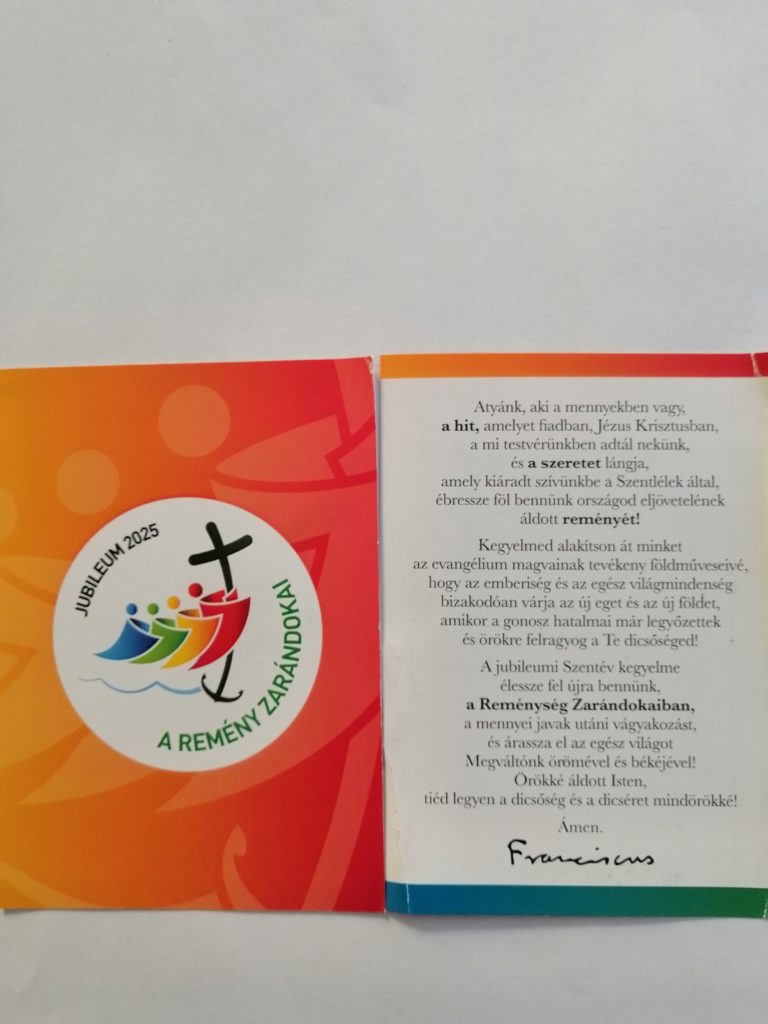 JUBILEUM 2025
A REMÉNY ZARÁNDOKAI
Atyánk, aki a mennyekben vagy,
a hit, amelyet fiadban, Jézus Krisztusban,
a mi testvérünkben adtál nekünk,
és a szeretet lángja,
amely kiáradt szívünkbe a Szentlélek által,
ébressze föl bennünk országod eljövetelének
áldott reményét!
Kegyelmed alakítson át minket
az evangélium magvainak tevékeny földműveseivé,
hogy az emberiség és az egész világmindenség
bizakodóan várja az új eget és az új földet,
amikor a gonosz hatalmai már legyőzettek
és örökre felragyog a Te dicsőséged!
A jubileumi Szentév kegyelme
élessze fel újra bennünk,
a Reménység Zarándokaiban,
a mennyei javak utáni vágyakozást,
és árassza el az egész világot
Megváltónk örömével és békéjével!
Örökké áldott Isten,
tiéd legyen a dicsőség és a dicséret mindörökké!
Ámen.
Franciscus